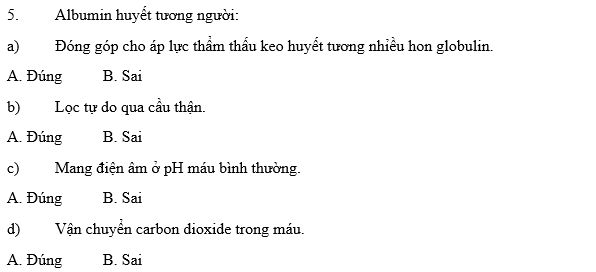 5. Albumin huyết tương người:
a) Đóng góp cho áp lực thẩm thấu keo huyết tương nhiều hon globulin.
A. Đúng B. Sai
b) Lọc tự do qua cầu thận.
A. Đúng B. Sai
c) Mang điện âm ở pH máu bình thường.
A. Đúng B. Sai
d) Vận chuyển carbon dioxide trong máu.
A. Đúng B. Sai